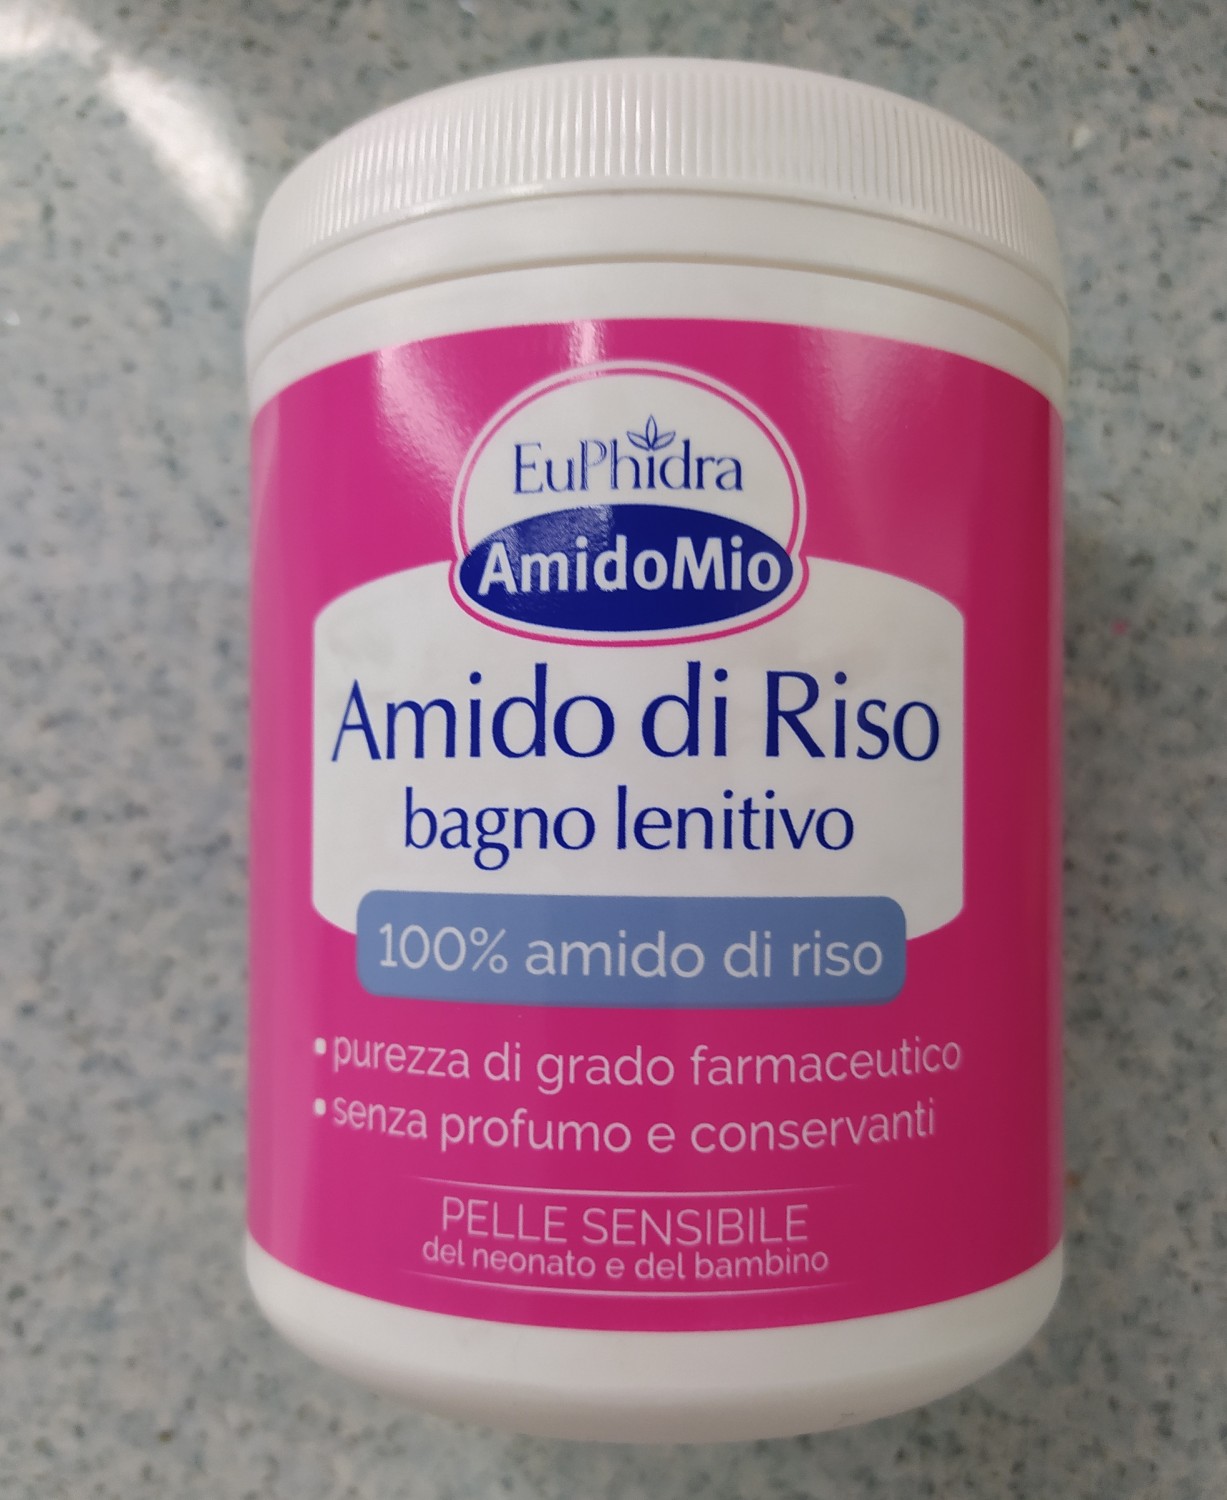 EuPhidra
AmidoMio
Amido di Riso
bagno lenitivo
100% amido di riso
•purezza di grado farmaceutico
•senza profumo e conservanti
PELLE SENSIBILE
del neonato e del bambino